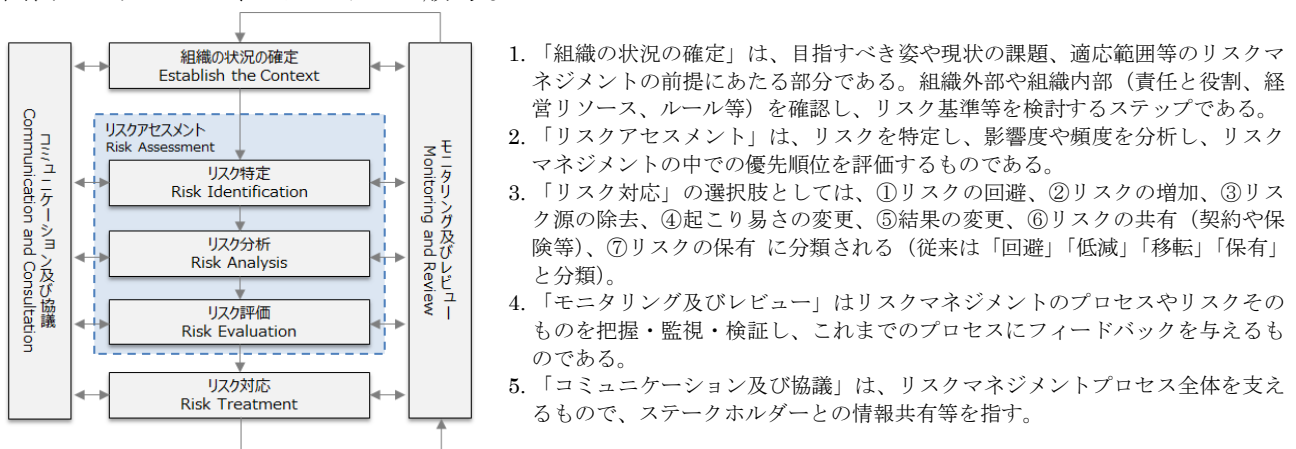 組織の状況の確定
Establish the Context
コミュニケーション及び協議
Communication and Consultation
リスクアセスメント
Risk Assessment
リスク特定
Risk Identification
リスク分析
Risk Analysis
リスク評価
Risk Evaluation
リスク対応
Risk Treatment
モニタリング及びレビュー
Monitoring and Review
1. 「組織の状況の確定」は、目指すべき姿や現状の課題、適応範囲等のリスクマ
ネジメントの前提にあたる部分である。組織外部や組織内部（責任と役割、経
営リソース、ルール等）を確認し、リスク基準等を検討するステップである。
2. 「リスクアセスメント」は、リスクを特定し、影響度や頻度を分析し、リスク
マネジメントの中での優先順位を評価するものである。
3. 「リスク対応」の選択肢としては、①リスクの回避、②リスクの増加、③リス
ク源の除去、④起こり易さの変更、⑤結果の変更、⑥リスクの共有（契約や保
険等）、⑦リスクの保有 に分類される（従来は「回避」「低減」「移転」「保有」
と分類）。
4. 「モニタリング及びレビュー」はリスクマネジメントのプロセスやリスクその
ものを把握・監視・検証し、これまでのプロセスにフィードバックを与えるも
のである。
5. 「コミュニケーション及び協議」は、リスクマネジメントプロセス全体を支え
るもので、ステークホルダーとの情報共有等を指す。